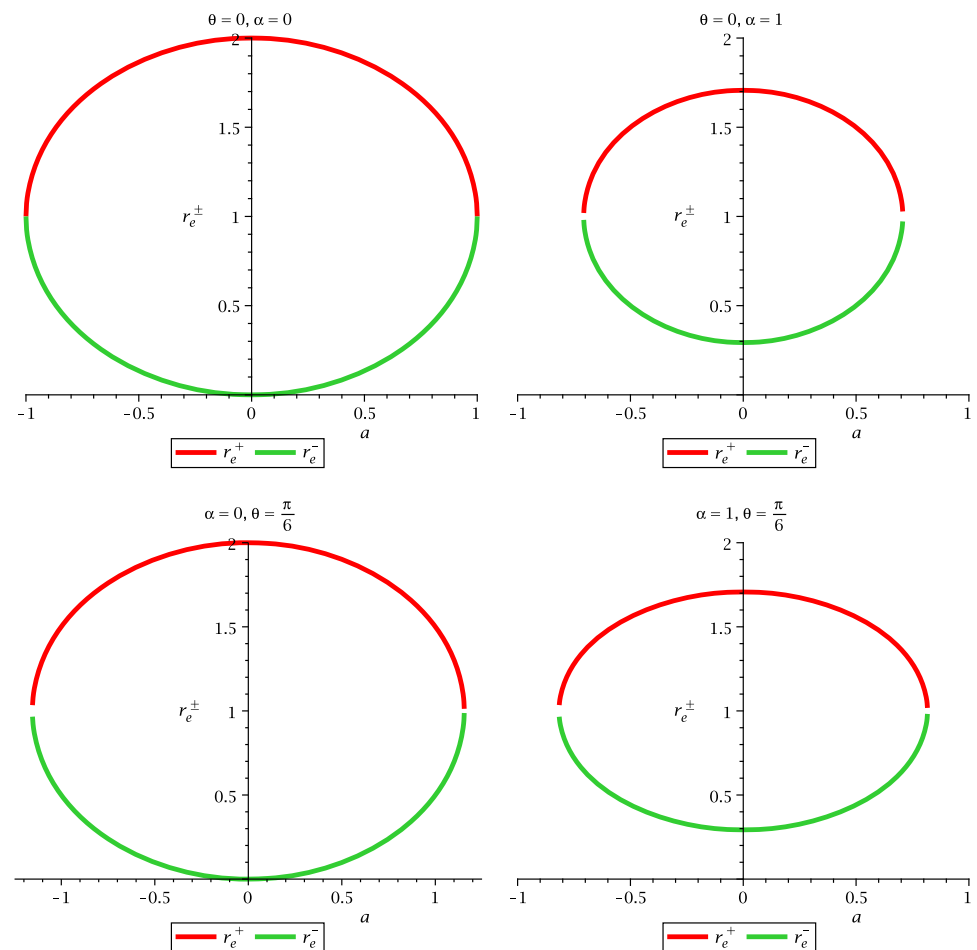 θ = 0, α = 0
2
1.5
r_e^±
1
0.5
-1 -0.5 0 0.5 1
a
r_e^+ r_e^-
θ = 0, α = 1
2
1.5
r_e^±
1
0.5
-1 -0.5 0 0.5 1
a
r_e^+ r_e^-
α = 0, θ = π/6
2
1.5
r_e^±
1
0.5
-1 -0.5 0 0.5 1
a
r_e^+ r_e^-
α = 1, θ = π/6
2
1.5
r_e^±
1
0.5
-1 -0.5 0 0.5 1
a
r_e^+ r_e^-